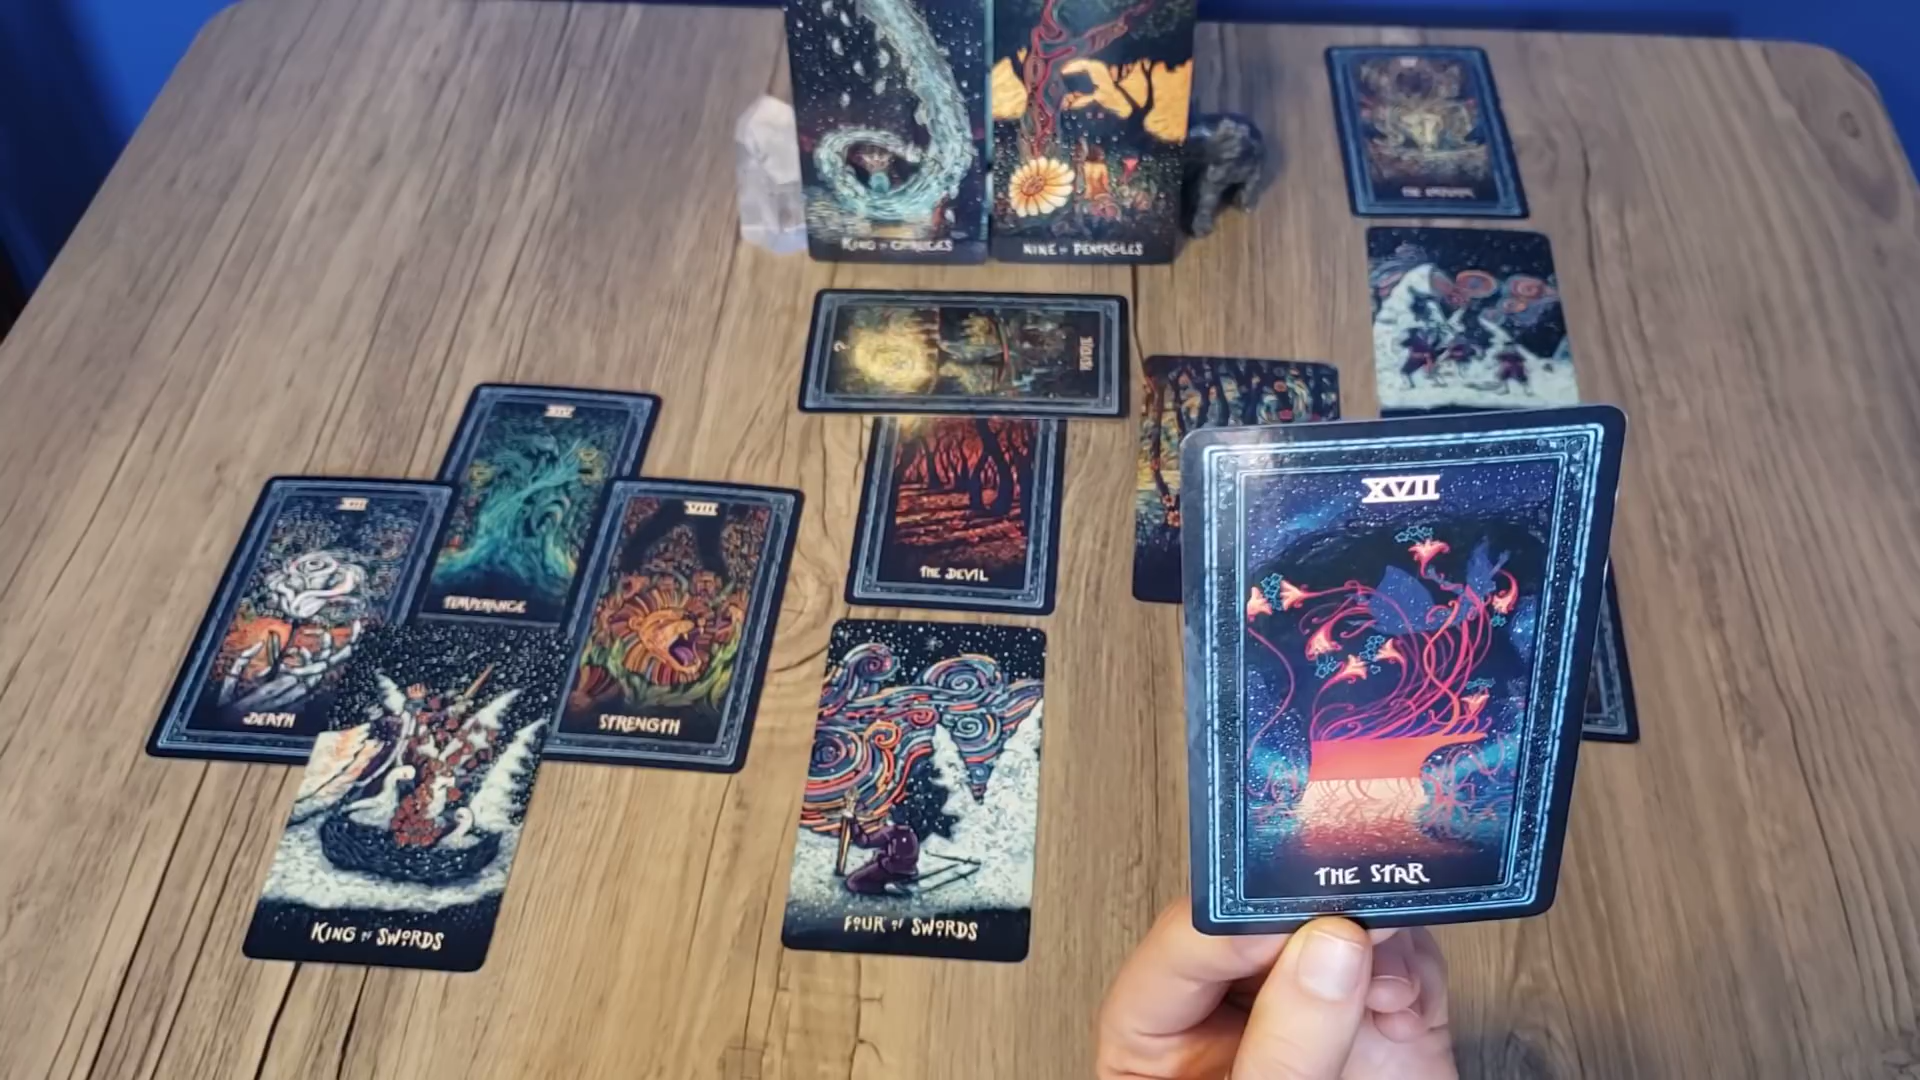 KING OF CHALICES
NINE OF PENTACLES
XIV
TEMPERANCE
XIII
DEATH
VIII
STRENGTH
THE DEVIL
KING OF SWORDS
FOUR OF SWORDS
XVII
THE STAR